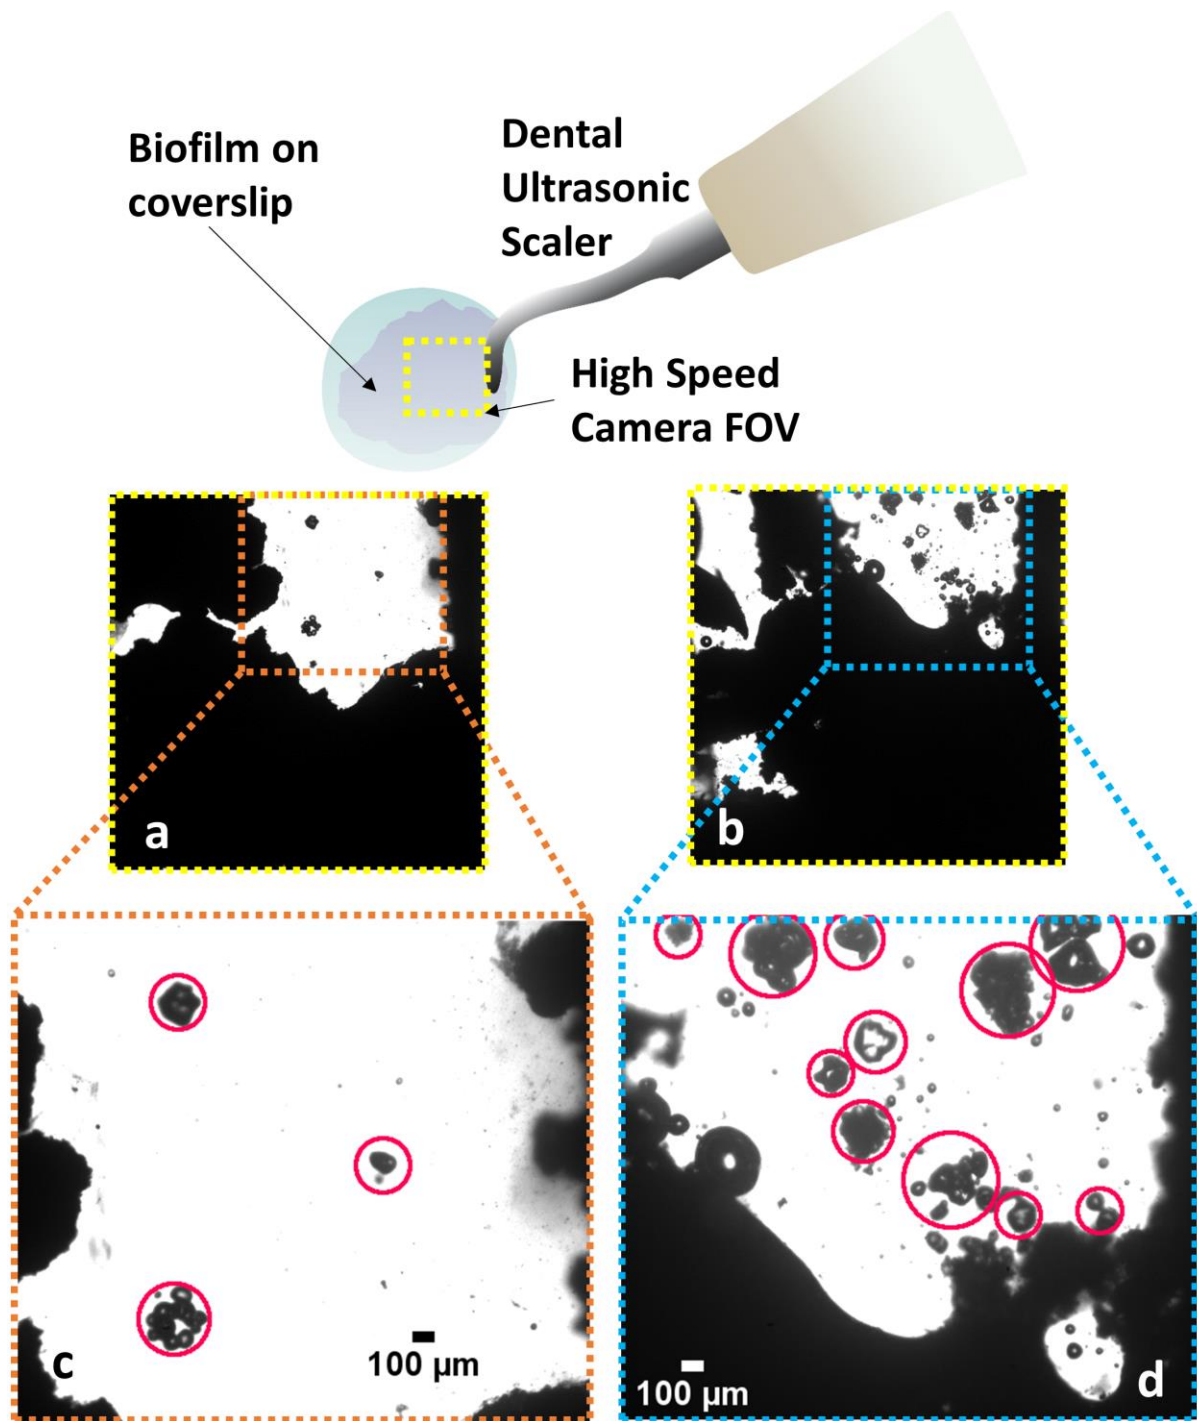 Biofilm on
coverslip
Dental
Ultrasonic
Scaler
High Speed
Camera FOV
a
b
c
100 µm
100 µm
d